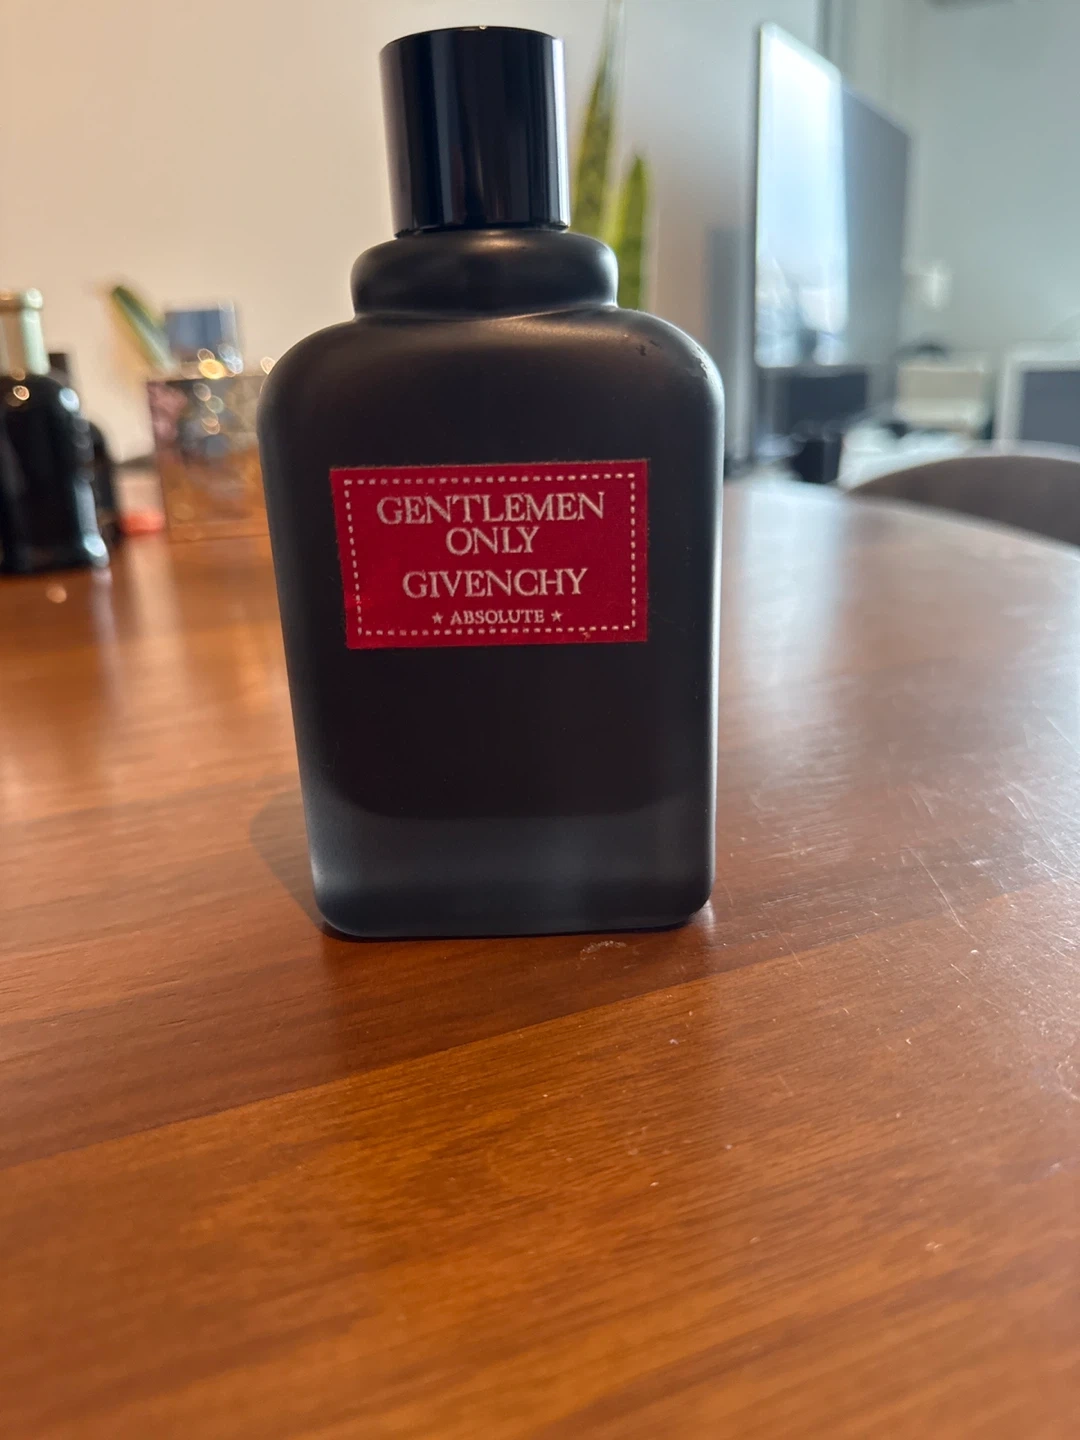 GENTLEMEN
ONLY
GIVENCHY
★ ABSOLUTE ★